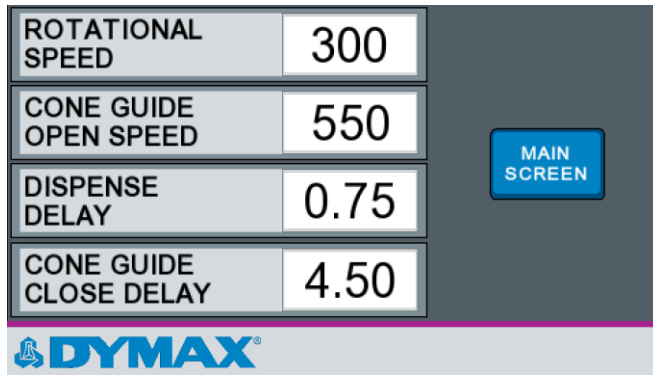 ROTATIONAL
SPEED
300
CONE GUIDE
OPEN SPEED
550
MAIN
SCREEN
DISPENSE
DELAY
0.75
CONE GUIDE
CLOSE DELAY
4.50
DYMAX®